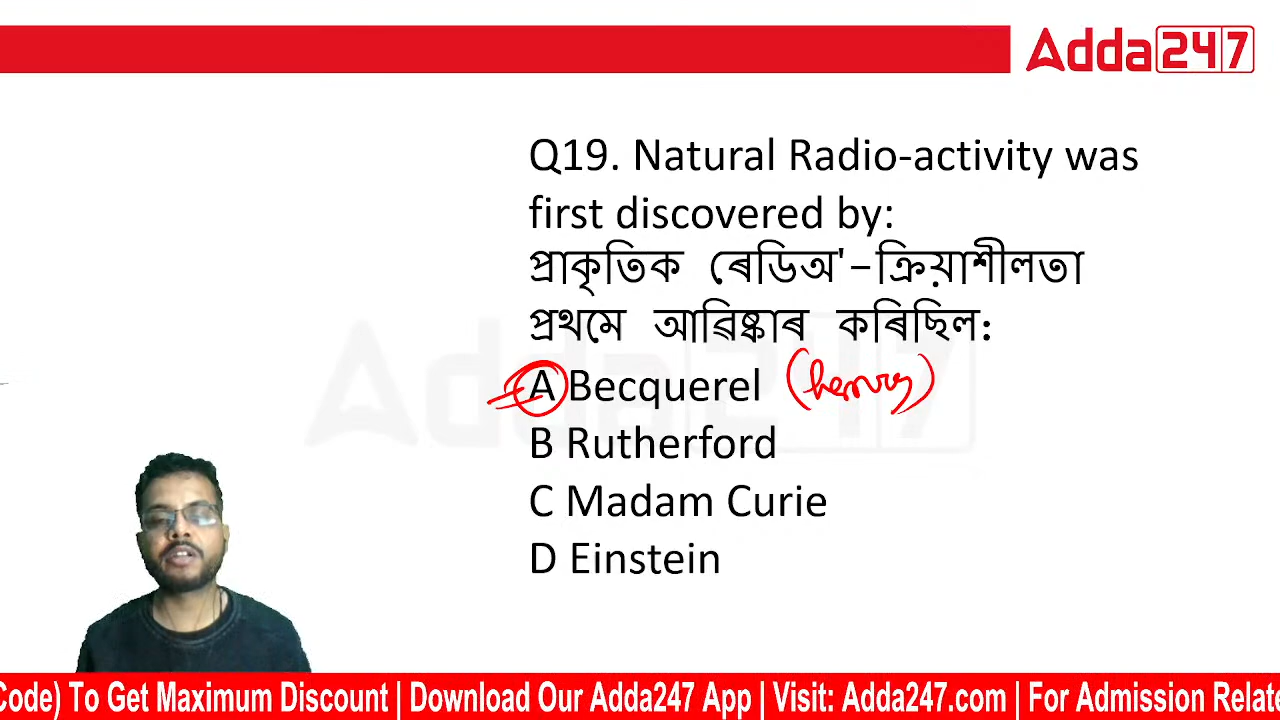 Adda247
Q19. Natural Radio-activity was
first discovered by:
প্ৰাকৃতিক ৰেডিঅ'-ক্ৰিয়াশীলতা
প্ৰথমে আৱিষ্কাৰ কৰিছিল:
A Becquerel (henry)
B Rutherford
C Madam Curie
D Einstein
Adda247
Code) To Get Maximum Discount | Download Our Adda247 App | Visit: Adda247.com | For Admission Relate